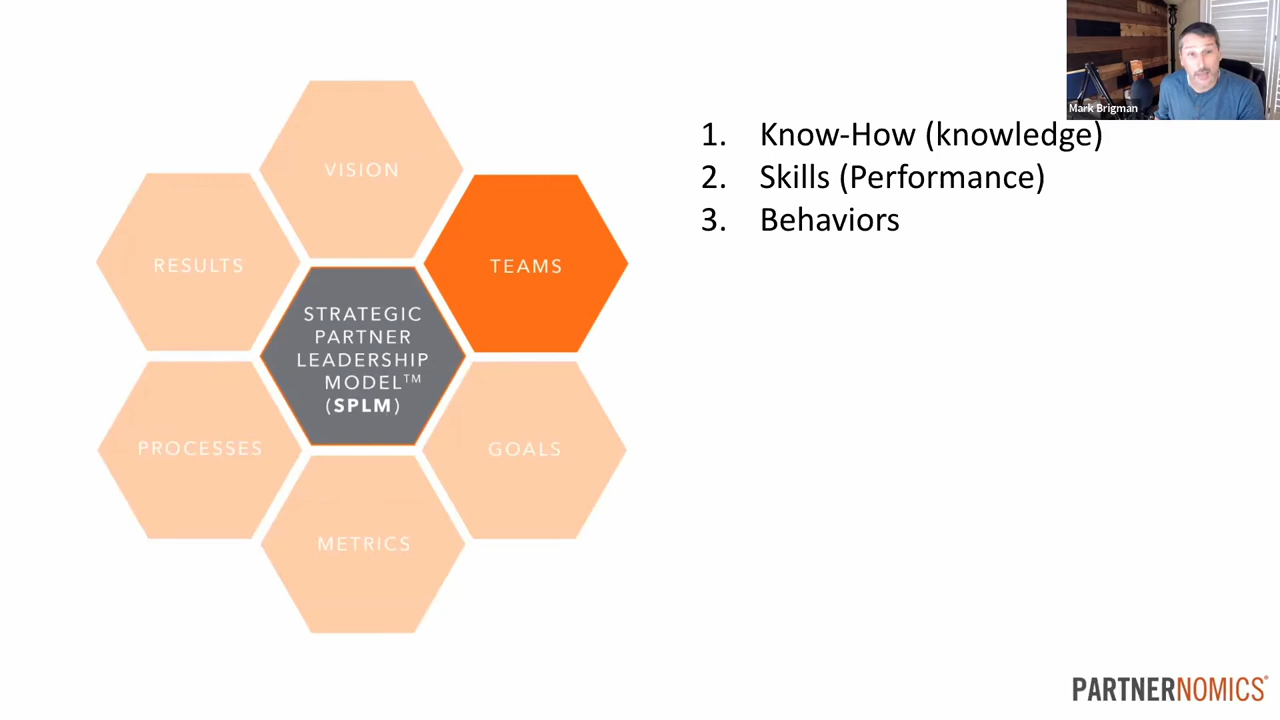 Mark Brigman
1. Know-How (knowledge)
2. Skills (Performance)
3. Behaviors
VISION
TEAMS
RESULTS
STRATEGIC
PARTNER
LEADERSHIP
MODEL™
(SPLM)
PROCESSES
GOALS
METRICS
PARTNERNOMICS®